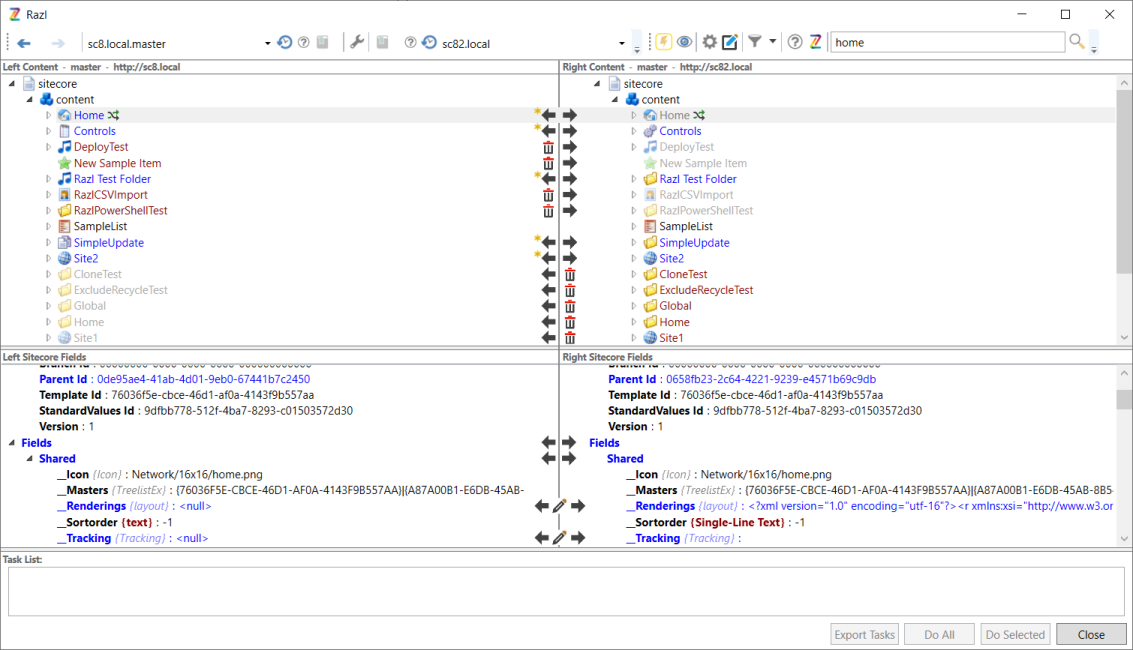 Razl
sc8.local.master
sc82.local
home
Left Content - master - http://sc8.local
Right Content - master - http://sc82.local
sitecore
content
Home
Controls
DeployTest
New Sample Item
Razl Test Folder
RazlCSVImport
RazlPowerShellTest
SampleList
SimpleUpdate
Site2
CloneTest
ExcludeRecycleTest
Global
Home
Site1
sitecore
content
Home
Controls
DeployTest
New Sample Item
Razl Test Folder
RazlCSVImport
RazlPowerShellTest
SampleList
SimpleUpdate
Site2
CloneTest
ExcludeRecycleTest
Global
Home
Site1
Left Sitecore Fields
Parent Id : 0de95ae4-41ab-4d01-9eb0-67441b7c2450
Template Id : 76036f5e-cbce-46d1-af0a-4143f9b557aa
StandardValues Id : 9dfbb778-512f-4ba7-8293-c01503572d30
Version : 1
Fields
Shared
__Icon {Icon} : Network/16x16/home.png
__Masters {TreelistEx} : {76036F5E-CBCE-46D1-AF0A-4143F9B557AA}|{A87A00B1-E6DB-45AB-
__Renderings {layout} : <null>
__Sortorder {text} : -1
__Tracking {Tracking} : <null>
Right Sitecore Fields
Parent Id : 0658fb23-2c64-4221-9239-e4571b69c9db
Template Id : 76036f5e-cbce-46d1-af0a-4143f9b557aa
StandardValues Id : 9dfbb778-512f-4ba7-8293-c01503572d30
Version : 1
Fields
Shared
__Icon {Icon} : Network/16x16/home.png
__Masters {TreelistEx} : {76036F5E-CBCE-46D1-AF0A-4143F9B557AA}|{A87A00B1-E6DB-45AB-8B5-
__Renderings {layout} : <?xml version="1.0" encoding="utf-16"?><r xmlns:xsi="http://www.w3.or
__Sortorder {Single-Line Text} : -1
__Tracking {Tracking} :
Task List:
Export Tasks
Do All
Do Selected
Close